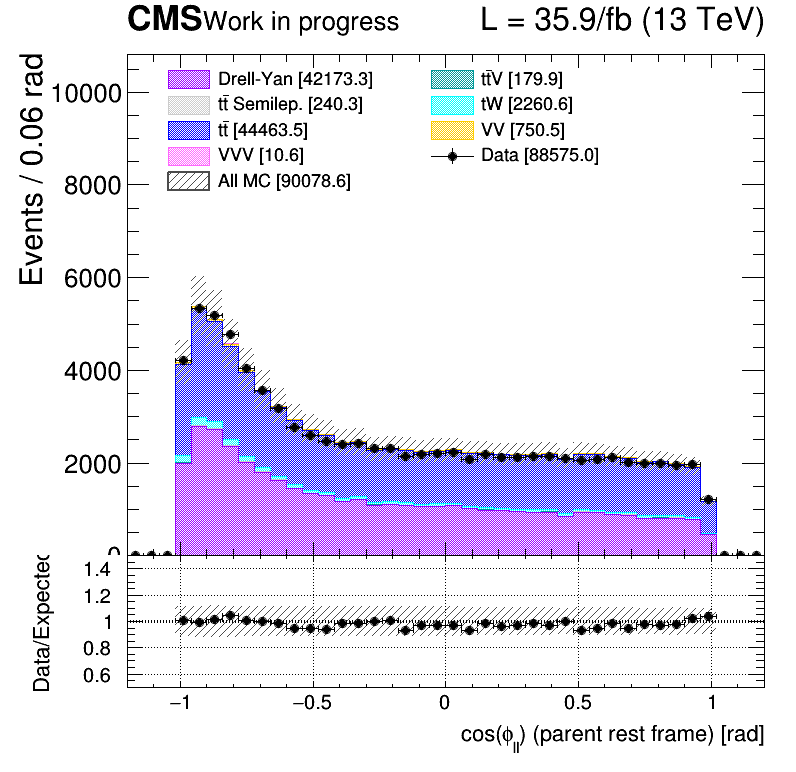 CMS Work in progress L = 35.9/fb (13 TeV)
Events / 0.06 rad
10000
8000
6000
4000
2000
0
Drell-Yan [42173.3]
tt̄ Semilep. [240.3]
tt̄ [44463.5]
VVV [10.6]
All MC [90078.6]
tt̄V [179.9]
tW [2260.6]
VV [750.5]
Data [88575.0]
Data/Expected
1.4
1.2
1
0.8
0.6
−1 −0.5 0 0.5 1
cos(ϕ_ll) (parent rest frame) [rad]